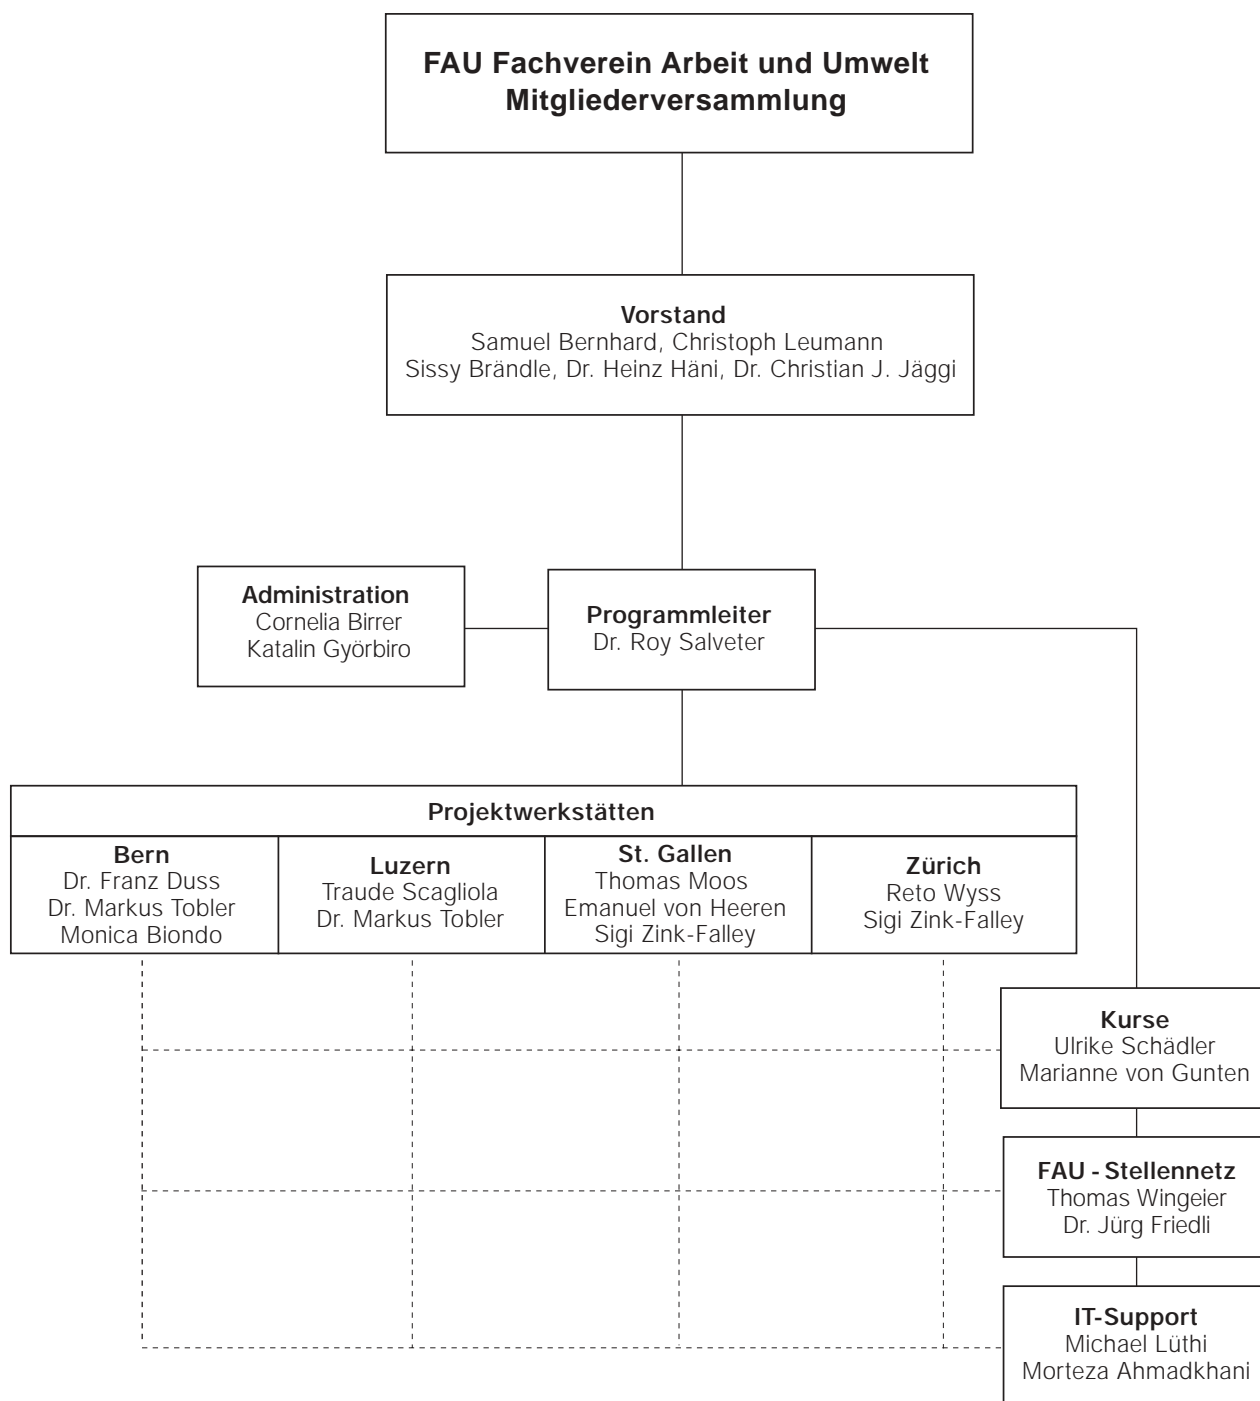 FAU Fachverein Arbeit und Umwelt
Mitgliederversammlung
Vorstand
Samuel Bernhard, Christoph Leumann
Sissy Brändle, Dr. Heinz Häni, Dr. Christian J. Jäggi
Administration
Cornelia Birrer
Katalin Györbiro
Programmleiter
Dr. Roy Salveter
Projektwerkstätten
Bern
Dr. Franz Duss
Dr. Markus Tobler
Monica Biondo
Luzern
Traude Scagliola
Dr. Markus Tobler
St. Gallen
Thomas Moos
Emanuel von Heeren
Sigi Zink-Falley
Zürich
Reto Wyss
Sigi Zink-Falley
Kurse
Ulrike Schädler
Marianne von Gunten
FAU - Stellennetz
Thomas Wingeier
Dr. Jürg Friedli
IT-Support
Michael Lüthi
Morteza Ahmadkhani